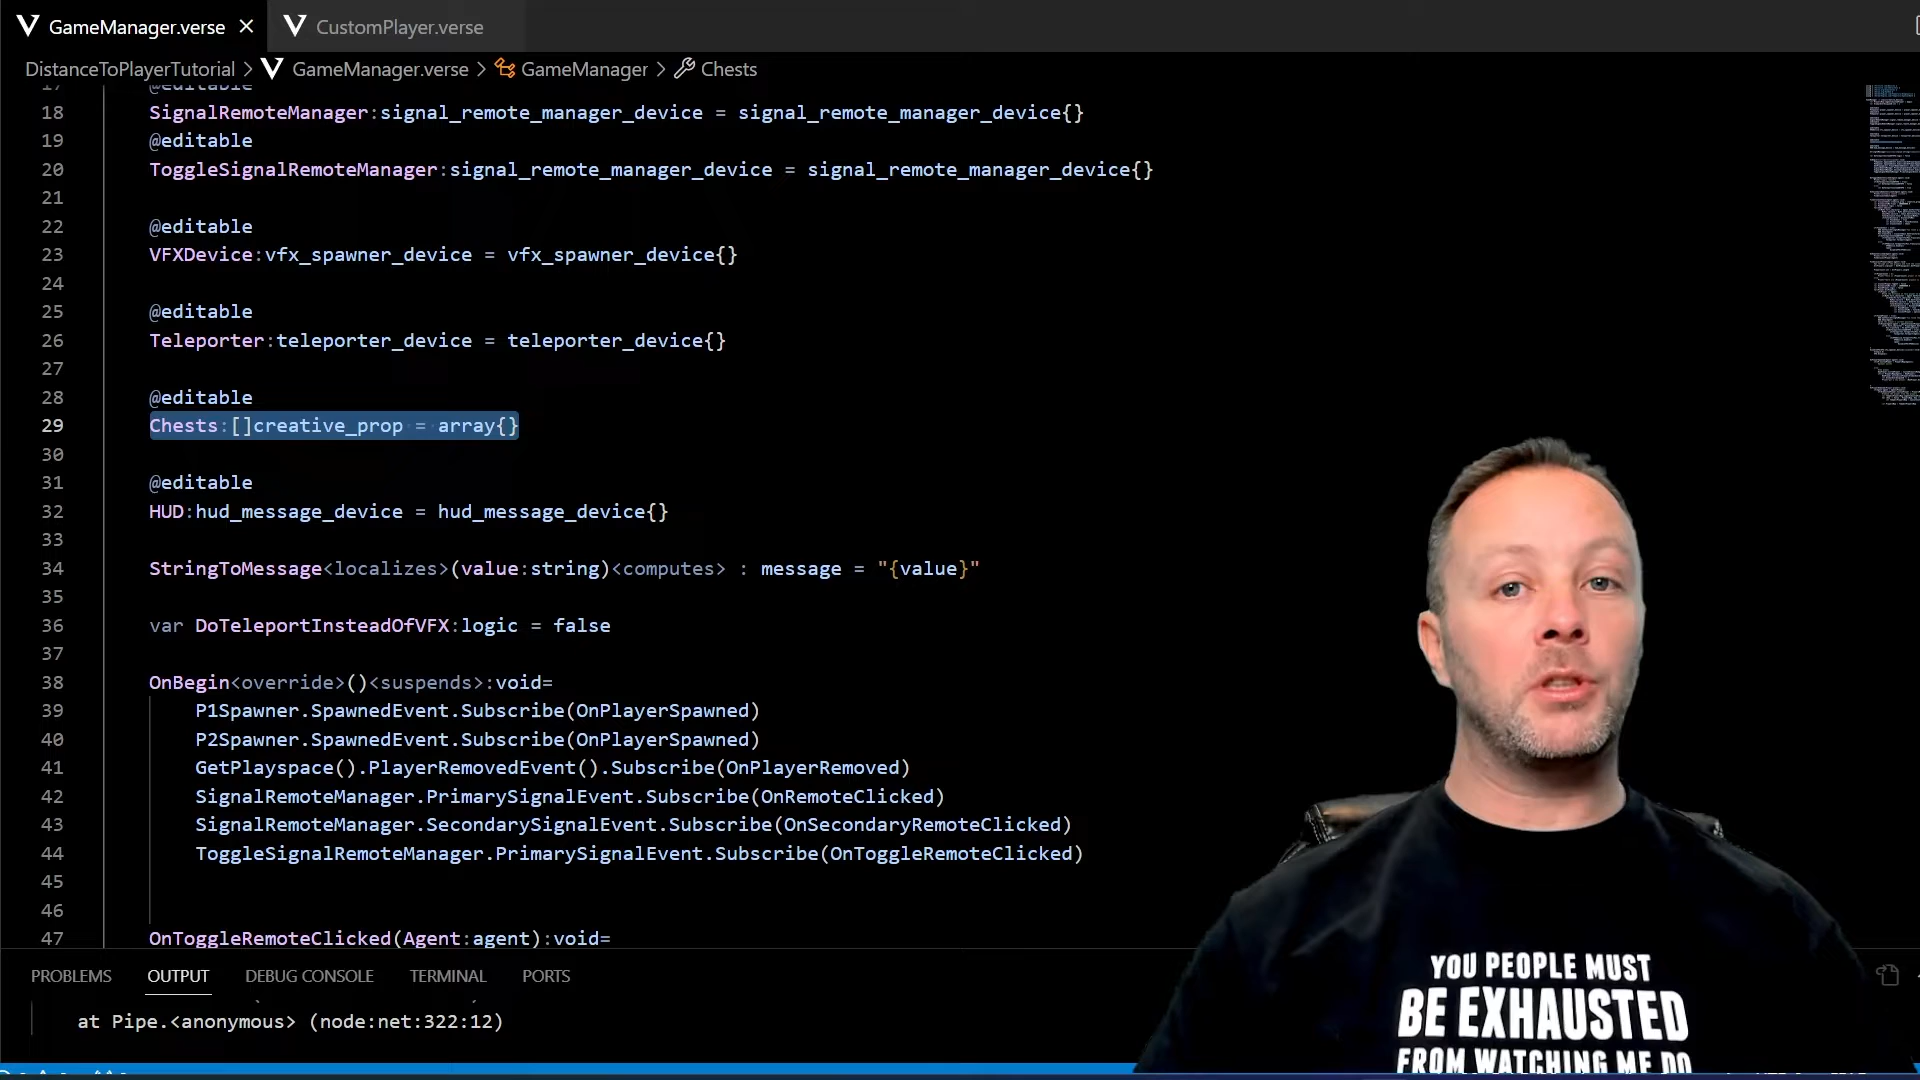 GameManager.verse
CustomPlayer.verse
DistanceToPlayerTutorial > GameManager.verse > GameManager > Chests
17 @editable
18 SignalRemoteManager:signal_remote_manager_device = signal_remote_manager_device{}
19 @editable
20 ToggleSignalRemoteManager:signal_remote_manager_device = signal_remote_manager_device{}
21
22 @editable
23 VFXDevice:vfx_spawner_device = vfx_spawner_device{}
24
25 @editable
26 Teleporter:teleporter_device = teleporter_device{}
27
28 @editable
29 Chests:[]creative_prop = array{}
30
31 @editable
32 HUD:hud_message_device = hud_message_device{}
33
34 StringToMessage<localizes>(value:string)<computes> : message = "{value}"
35
36 var DoTeleportInsteadOfVFX:logic = false
37
38 OnBegin<override>()<suspends>:void=
39 P1Spawner.SpawnedEvent.Subscribe(OnPlayerSpawned)
40 P2Spawner.SpawnedEvent.Subscribe(OnPlayerSpawned)
41 GetPlayspace().PlayerRemovedEvent().Subscribe(OnPlayerRemoved)
42 SignalRemoteManager.PrimarySignalEvent.Subscribe(OnRemoteClicked)
43 SignalRemoteManager.SecondarySignalEvent.Subscribe(OnSecondaryRemoteClicked)
44 ToggleSignalRemoteManager.PrimarySignalEvent.Subscribe(OnToggleRemoteClicked)
45
46
47 OnToggleRemoteClicked(Agent:agent):void=
PROBLEMS OUTPUT DEBUG CONSOLE TERMINAL PORTS
at Pipe.<anonymous> (node:net:322:12)
YOU PEOPLE MUST
BE EXHAUSTED
FROM WATCHING ME DO